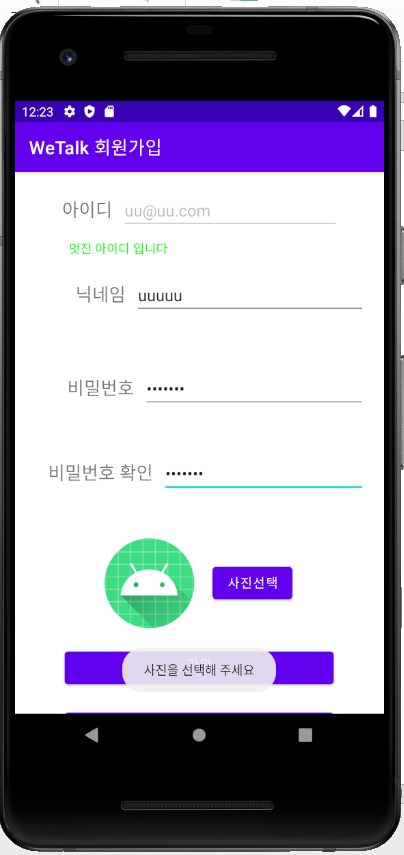 12:23
WeTalk 회원가입
아이디 uu@uu.com
멋진 아이디 입니다
닉네임 uuuuu
비밀번호 •••••••
비밀번호 확인 •••••••
사진선택
사진을 선택해 주세요